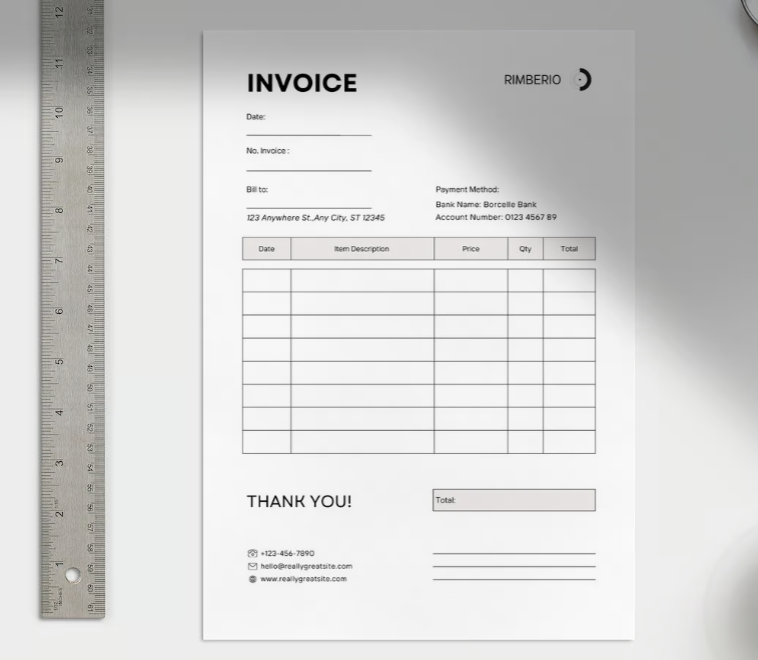 INVOICE
RIMBERIO
Date:
No. Invoice :
Bill to:
123 Anywhere St.,Any City, ST 12345
Payment Method:
Bank Name: Borcelle Bank
Account Number: 0123 4567 89
Date Item Description Price Qty Total
THANK YOU!
Total:
+123-456-7890
hello@reallygreatsite.com
www.reallygreatsite.com
12
11
10
9
8
7
6
5
4
3
2
1